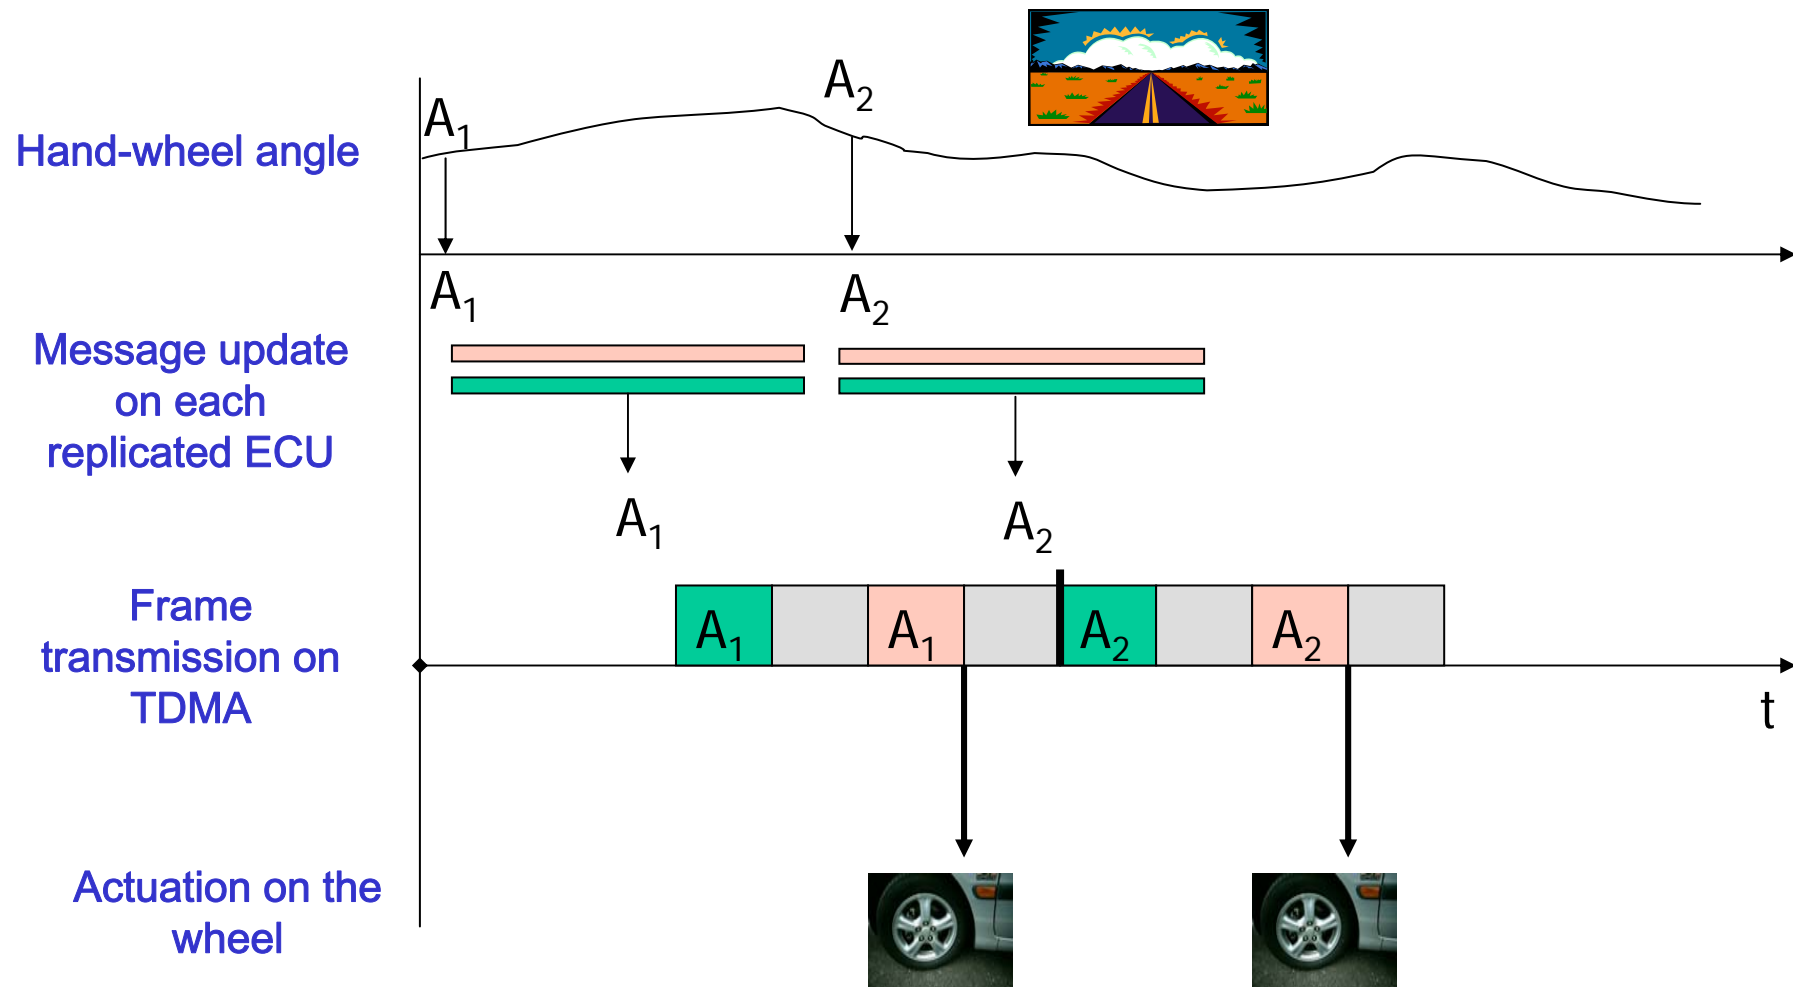 A₂
A₁
Hand-wheel angle
A₁
A₂
Message update
on each
replicated ECU
A₁
A₂
Frame
transmission on
TDMA
A₁ A₁ A₂ A₂
t
Actuation on the
wheel